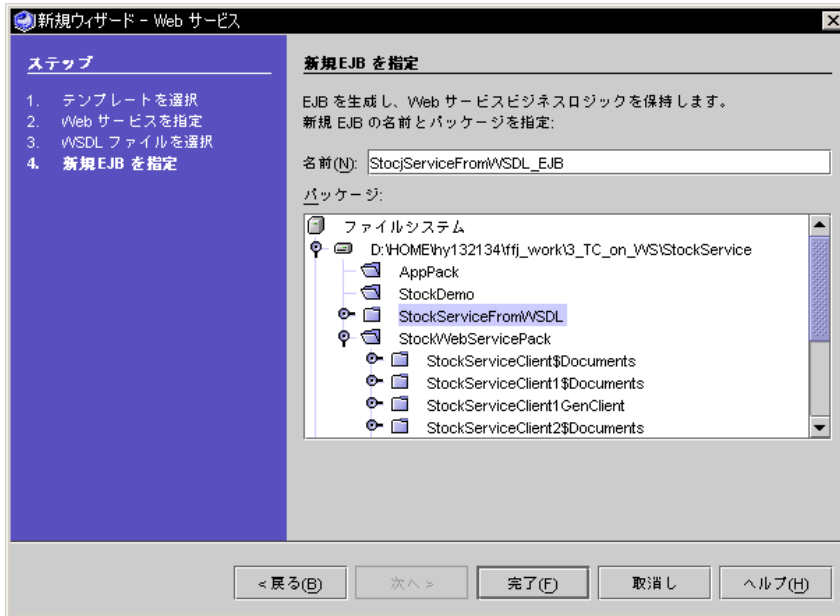 新規ウィザード - Web サービス
ステップ
1. テンプレートを選択
2. Web サービスを指定
3. WSDL ファイルを選択
4. 新規EJB を指定
新規EJB を指定
EJB を生成し、Web サービスビジネスロジックを保持します。
新規 EJB の名前とパッケージを指定:
名前(N): StocjServiceFromWSDL_EJB
パッケージ:
ファイルシステム
D:\HOME\hy132134\ffj_work\3_TC_on_WS\StockService
AppPack
StockDemo
StockServiceFromWSDL
StockWebServicePack
StockServiceClient$Documents
StockServiceClient1$Documents
StockServiceClient1GenClient
StockServiceClient2$Documents
< 戻る(B) 次へ > 完了(F) 取消し ヘルプ(H)